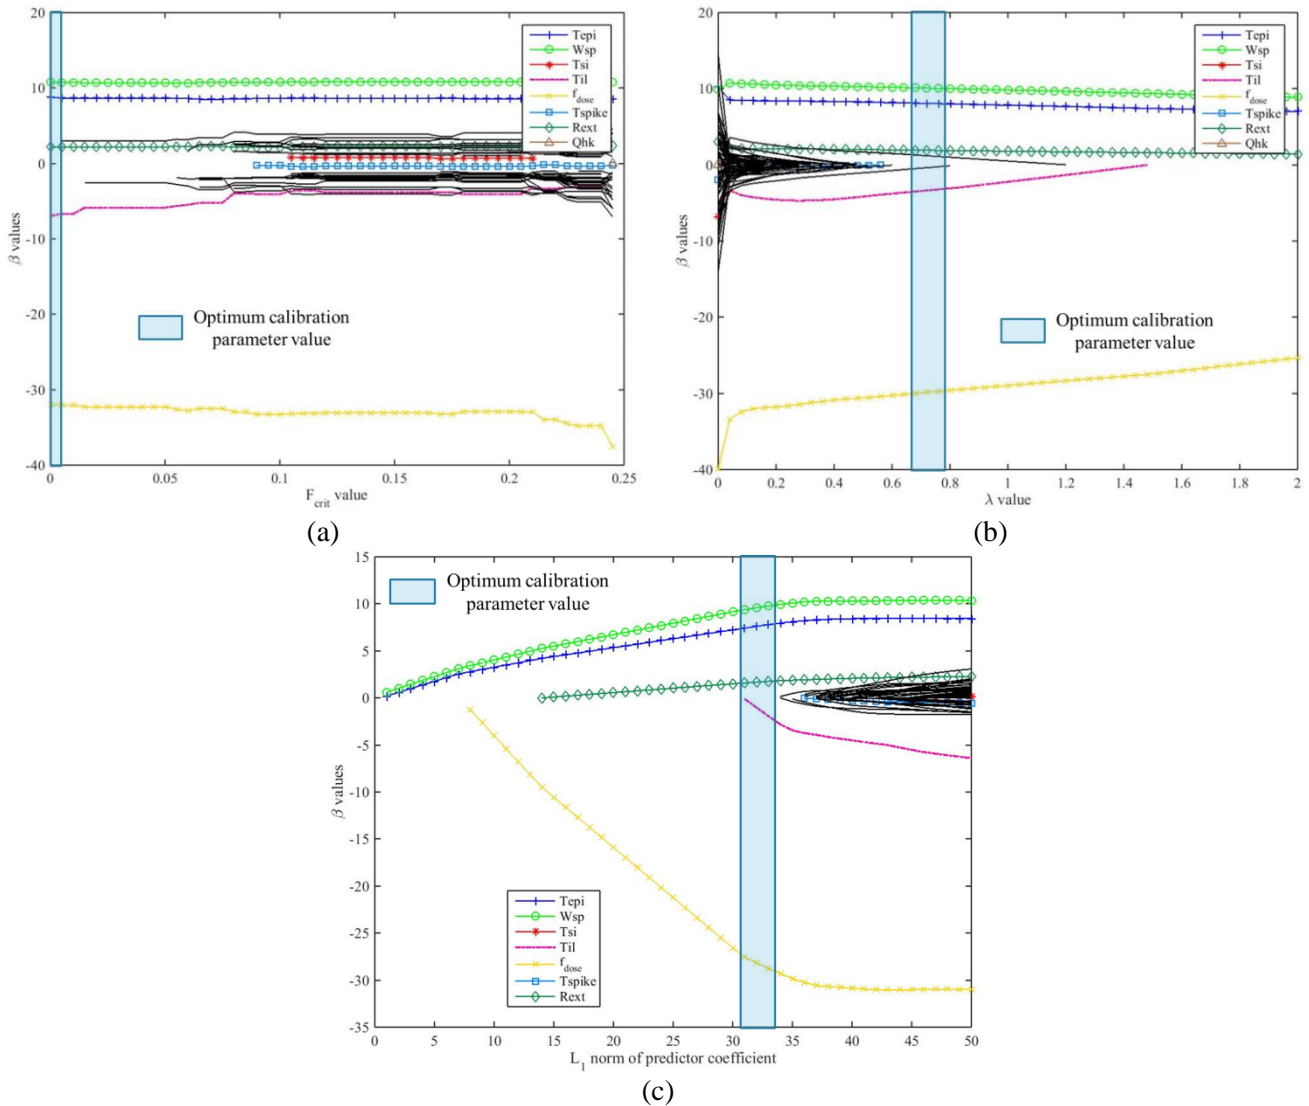 20
10
0
-10
-20
-30
-40
β values
0
0.05
0.1
0.15
0.2
0.25
F_crit value
Tepi
Wsp
Tsi
Til
f_dose
Tspike
Rext
Qhk
Optimum calibration
parameter value
(a)
20
10
0
-10
-20
-30
-40
β values
0
0.2
0.4
0.6
0.8
1
1.2
1.4
1.6
1.8
2
λ value
Tepi
Wsp
Tsi
Til
f_dose
Tspike
Rext
Qhk
Optimum calibration
parameter value
(b)
15
10
5
0
-5
-10
-15
-20
-25
-30
-35
β values
0
5
10
15
20
25
30
35
40
45
50
L_1 norm of predictor coefficient
Optimum calibration
parameter value
Tepi
Wsp
Tsi
Til
f_dose
Tspike
Rext
(c)